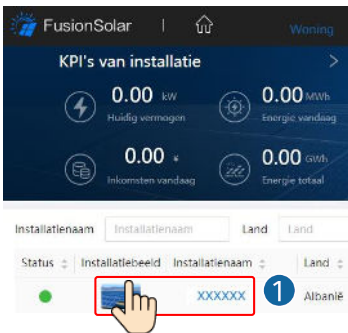 FusionSolar | Woning
KPI's van installatie >
0.00 kW 0.00 MWh
Huidig vermogen Energie vandaag
0.00 ¥ 0.00 GWh
Inkomsten vandaag Energie totaal
Installatienaam Installatienaam Land Land
Status Installatiebeeld Installatienaam Land
XXXXXX 1 Albanië